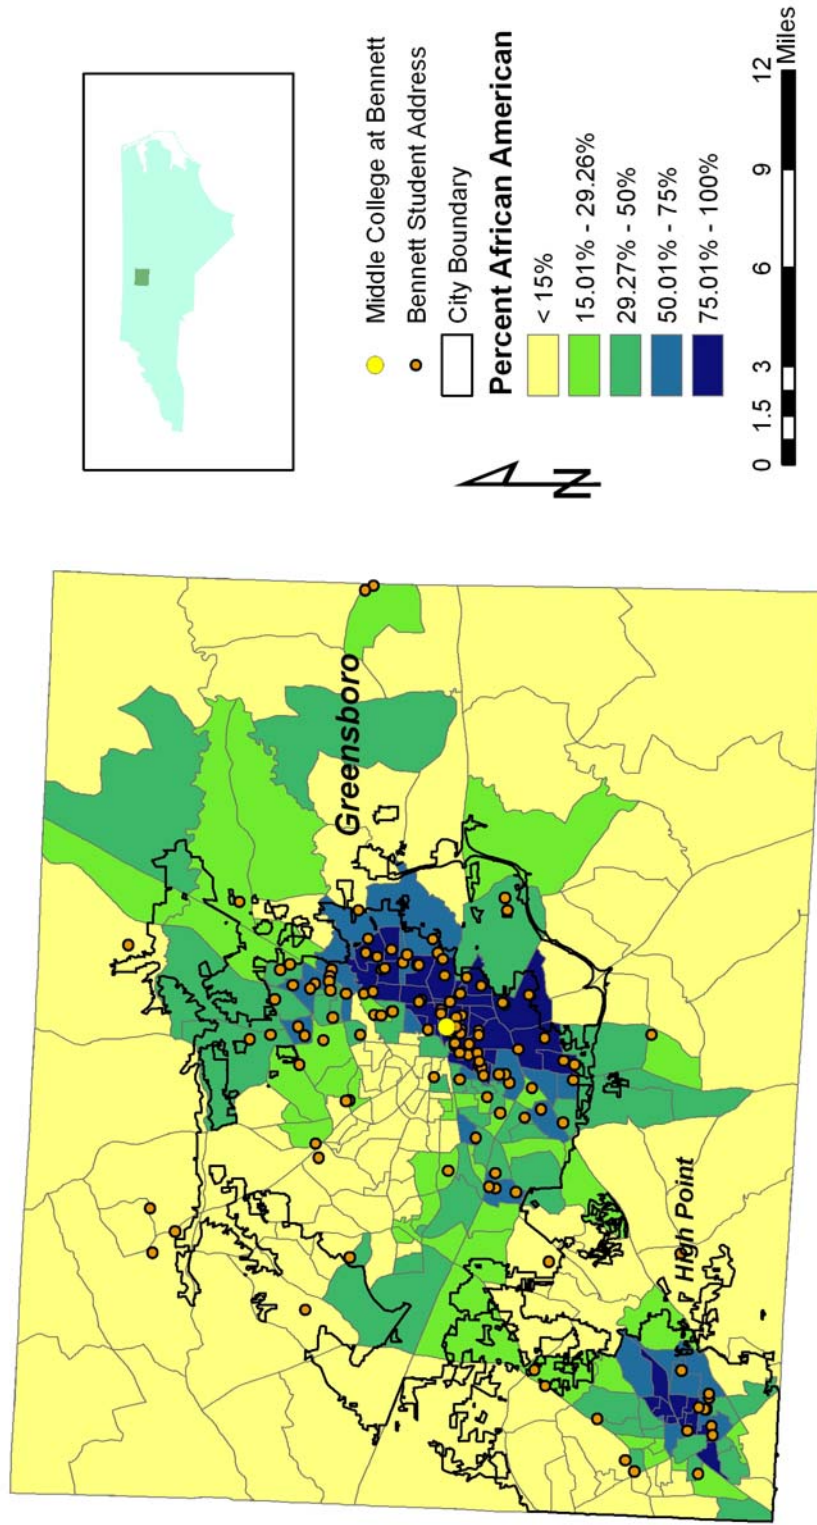 Greensboro
High Point
Middle College at Bennett
Bennett Student Address
City Boundary
Percent African American
< 15%
15.01% - 29.26%
29.27% - 50%
50.01% - 75%
75.01% - 100%
N
0 1.5 3 6 9 12
Miles